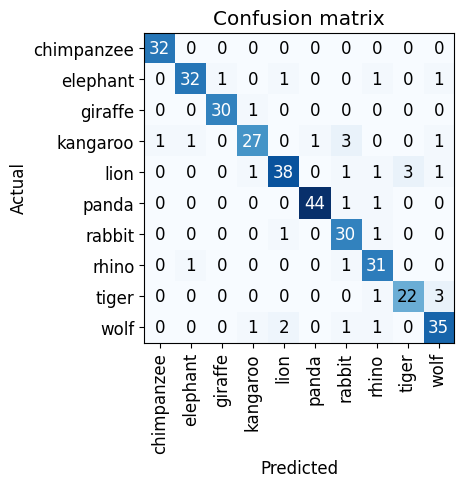 Confusion matrix
Actual
chimpanzee 32 0 0 0 0 0 0 0 0 0
elephant 0 32 1 0 1 0 0 1 0 1
giraffe 0 0 30 1 0 0 0 0 0 0
kangaroo 1 1 0 27 0 1 3 0 0 1
lion 0 0 0 1 38 0 1 1 3 1
panda 0 0 0 0 0 44 1 1 0 0
rabbit 0 0 0 0 1 0 30 1 0 0
rhino 0 1 0 0 0 0 1 31 0 0
tiger 0 0 0 0 0 0 0 1 22 3
wolf 0 0 0 1 2 0 1 1 0 35
chimpanzee elephant giraffe kangaroo lion panda rabbit rhino tiger wolf
Predicted